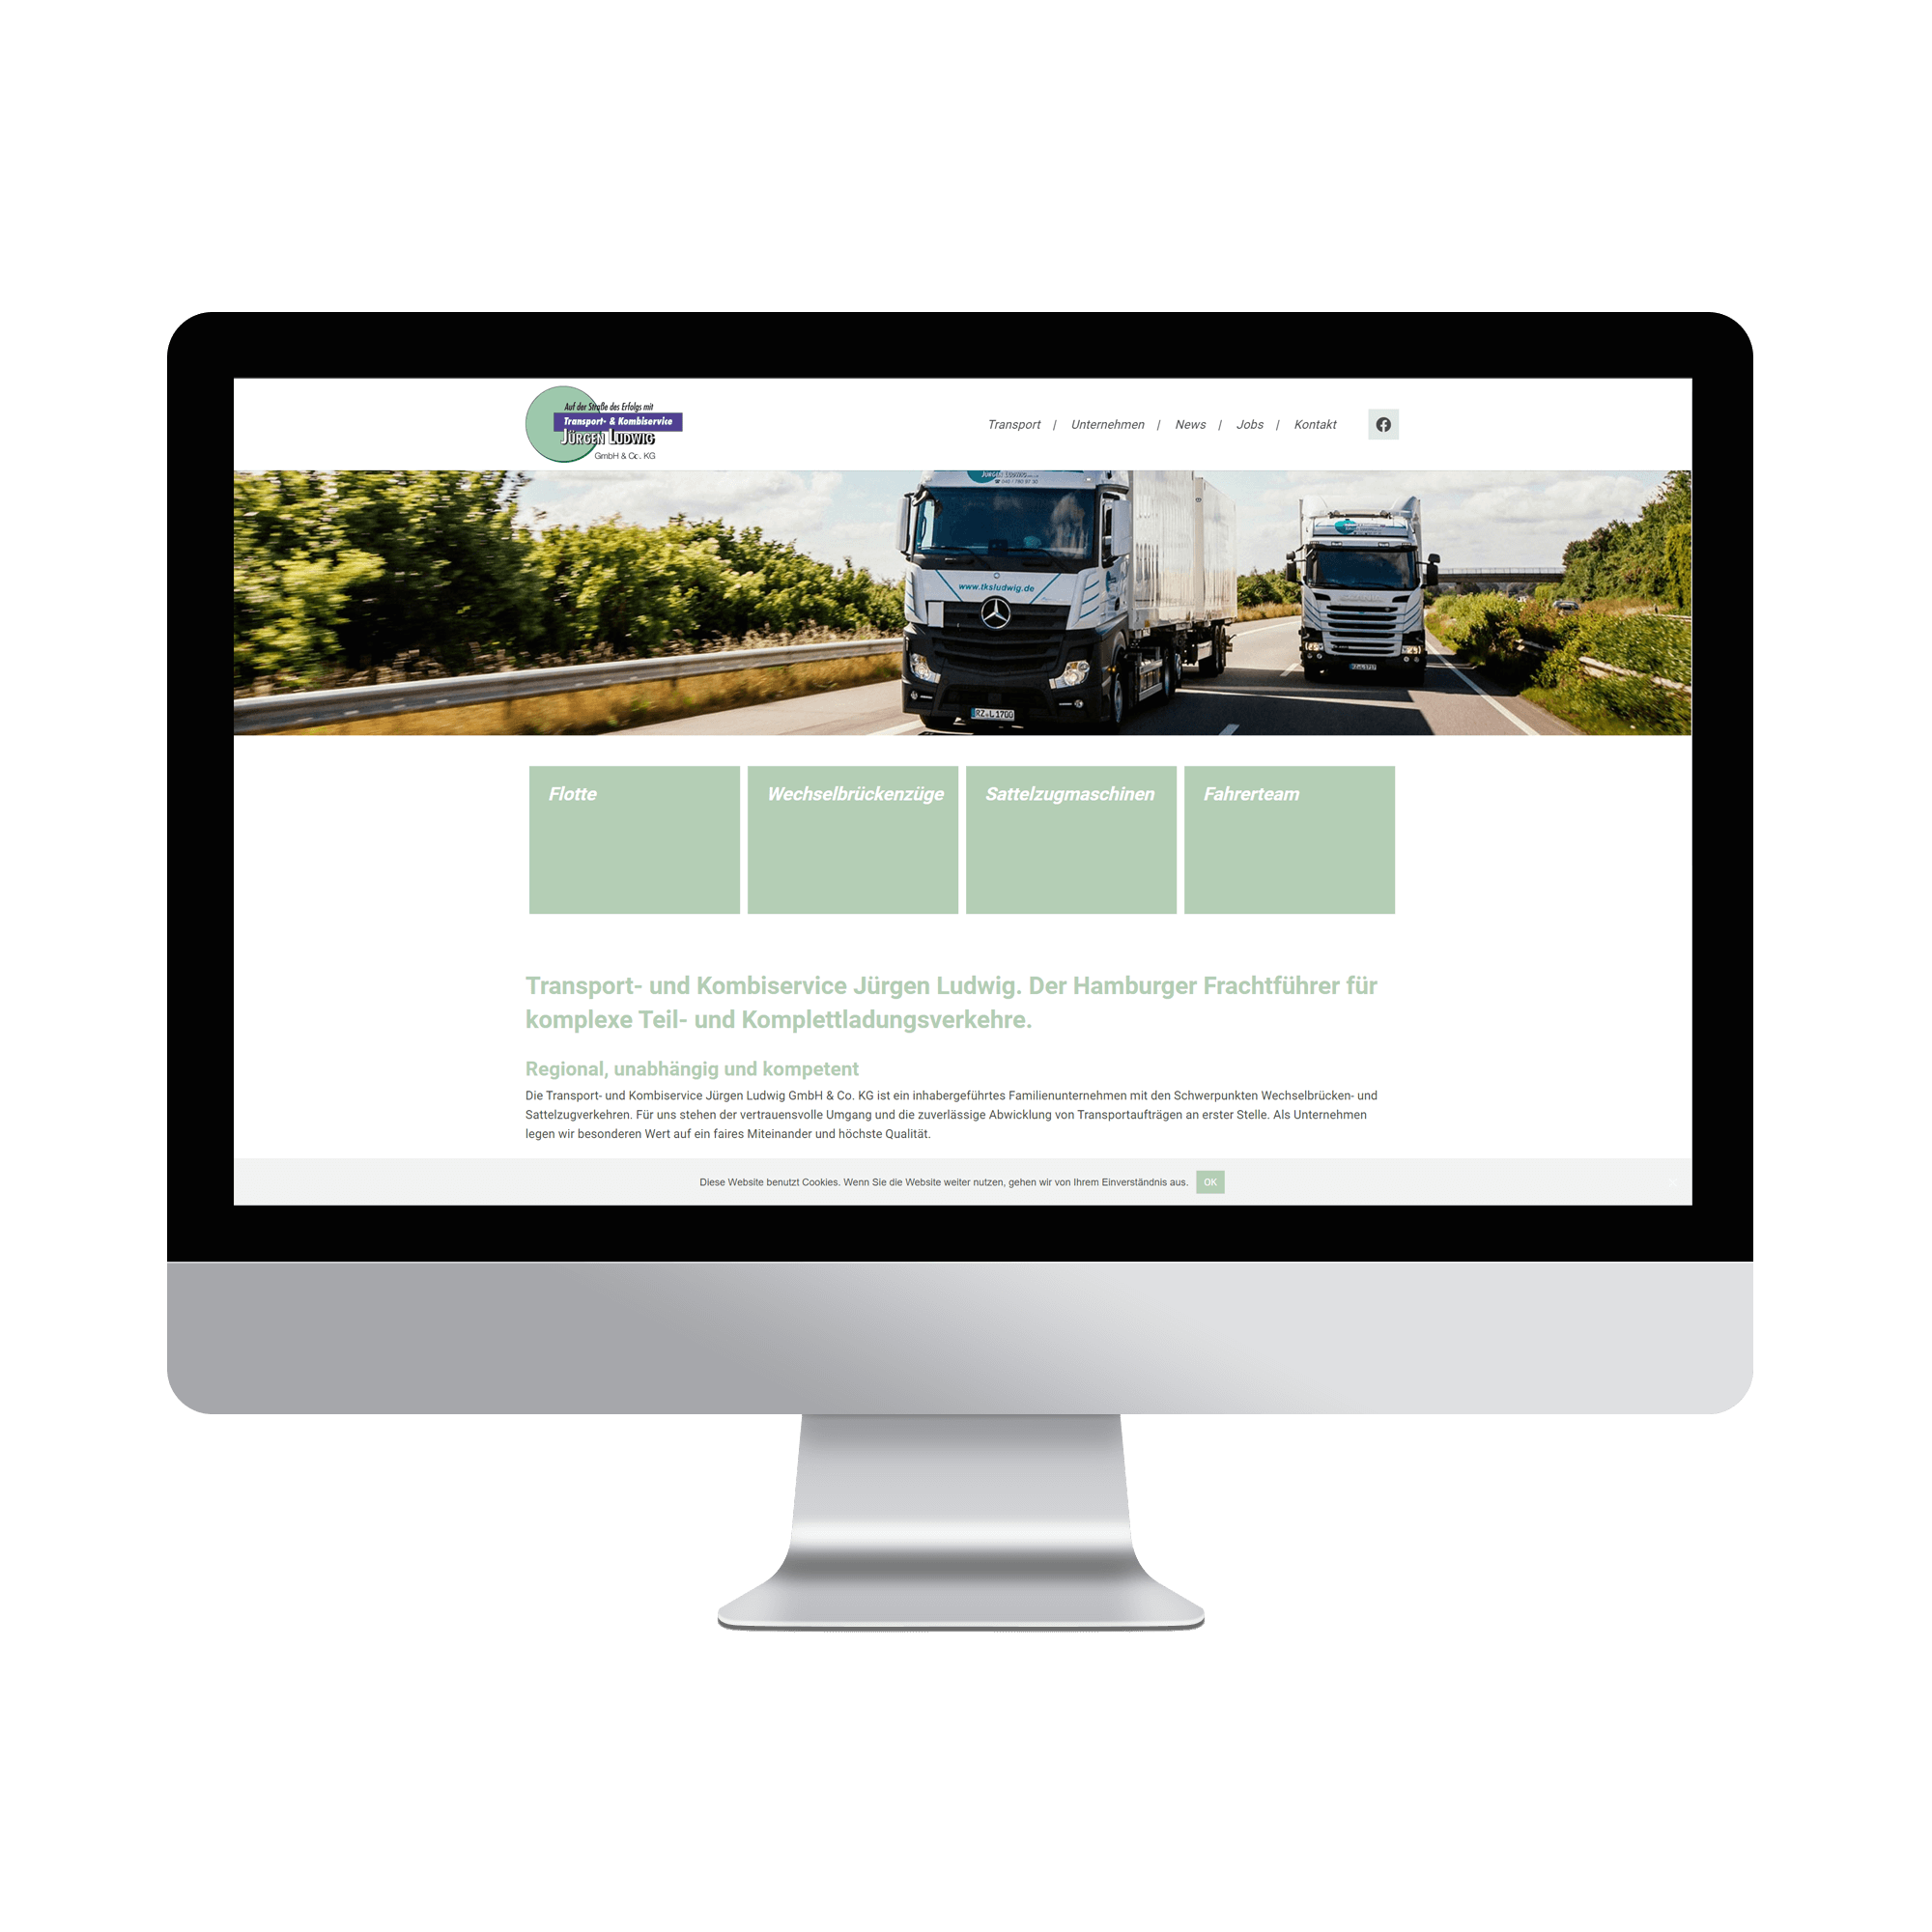 Auf der Straße des Erfolgs mit
Transport- & Kombiservice
JÜRGEN LUDWIG
GmbH & Co. KG
Transport / Unternehmen / News / Jobs / Kontakt
www.tksludwig.de
RZ L 1700
Flotte
Wechselbrückenzüge
Sattelzugmaschinen
Fahrerteam
Transport- und Kombiservice Jürgen Ludwig. Der Hamburger Frachtführer für
komplexe Teil- und Komplettladungsverkehre.
Regional, unabhängig und kompetent
Die Transport- und Kombiservice Jürgen Ludwig GmbH & Co. KG ist ein inhabergeführtes Familienunternehmen mit den Schwerpunkten Wechselbrücken- und
Sattelzugverkehren. Für uns stehen der vertrauensvolle Umgang und die zuverlässige Abwicklung von Transportaufträgen an erster Stelle. Als Unternehmen
legen wir besonderen Wert auf ein faires Miteinander und höchste Qualität.
Diese Website benutzt Cookies. Wenn Sie die Website weiter nutzen, gehen wir von Ihrem Einverständnis aus. OK